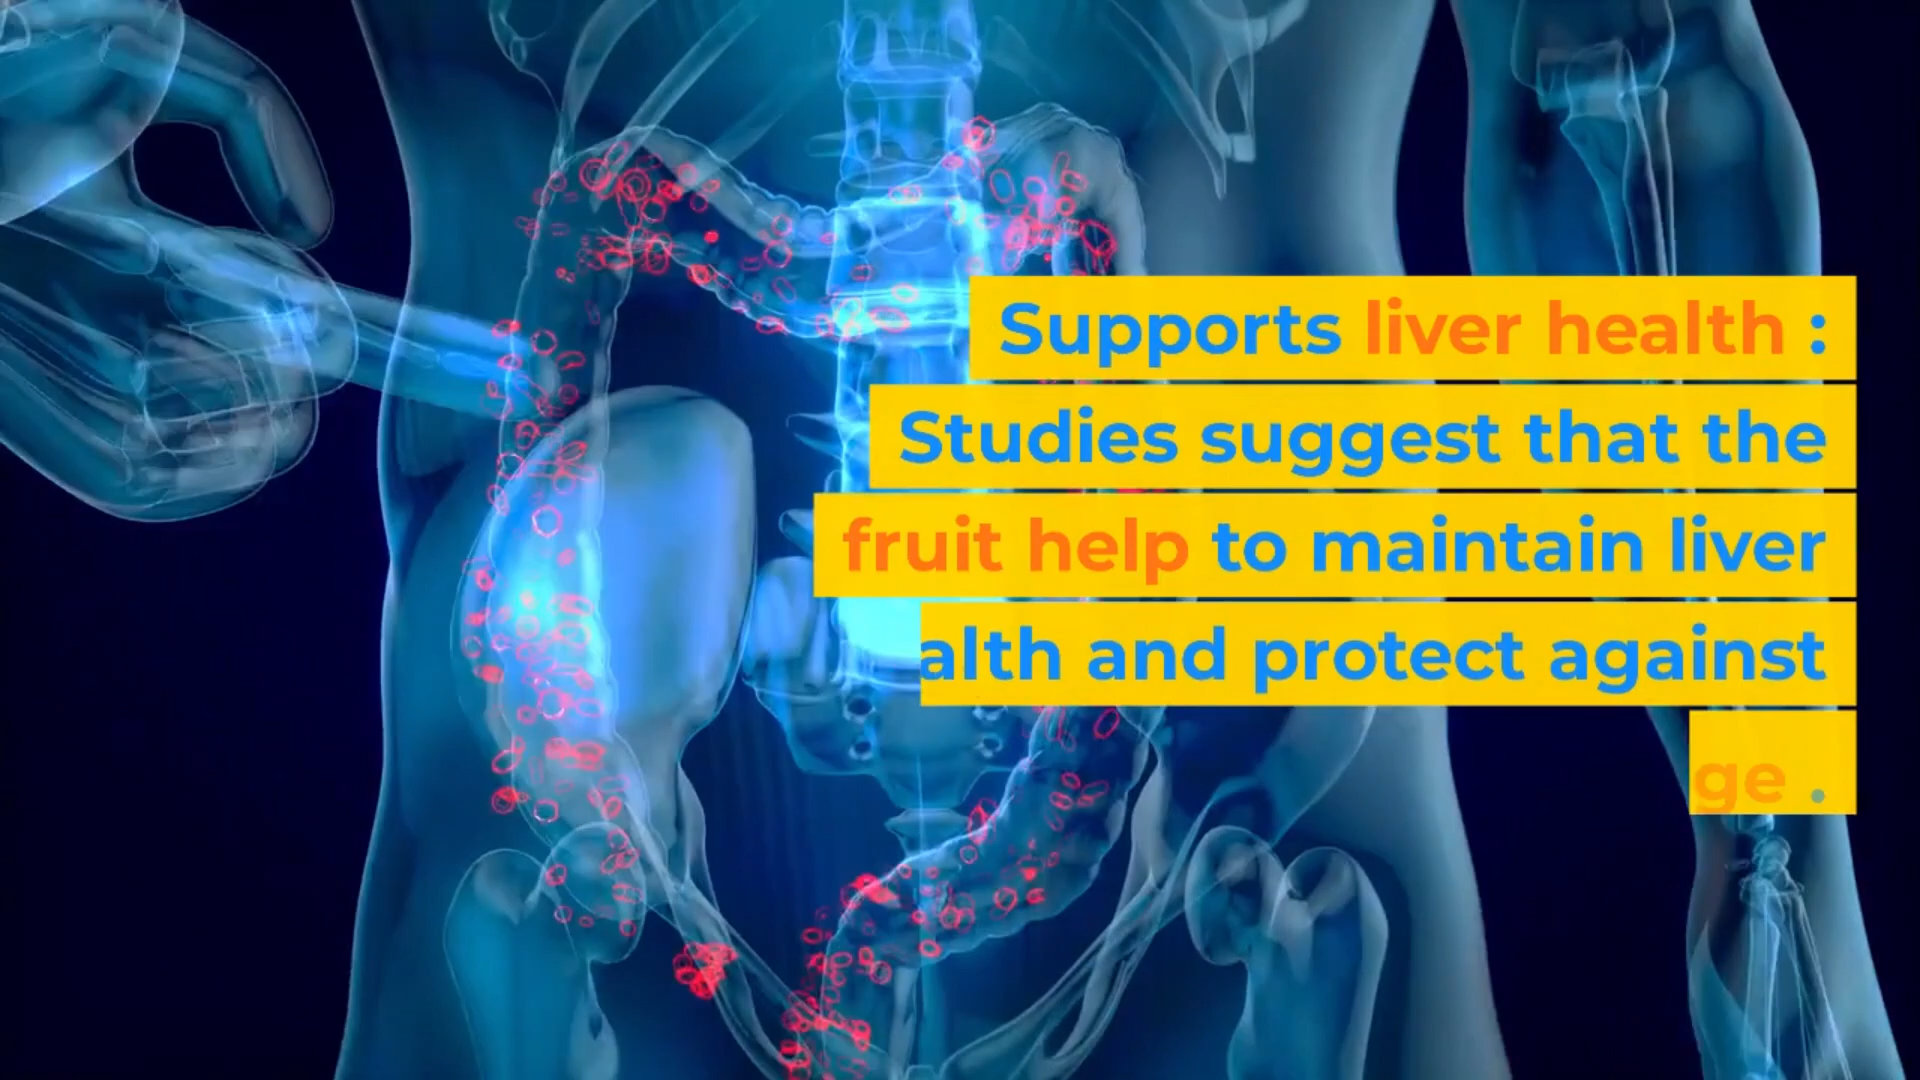 Supports liver health :
Studies suggest that the
fruit help to maintain liver
alth and protect against
ge .